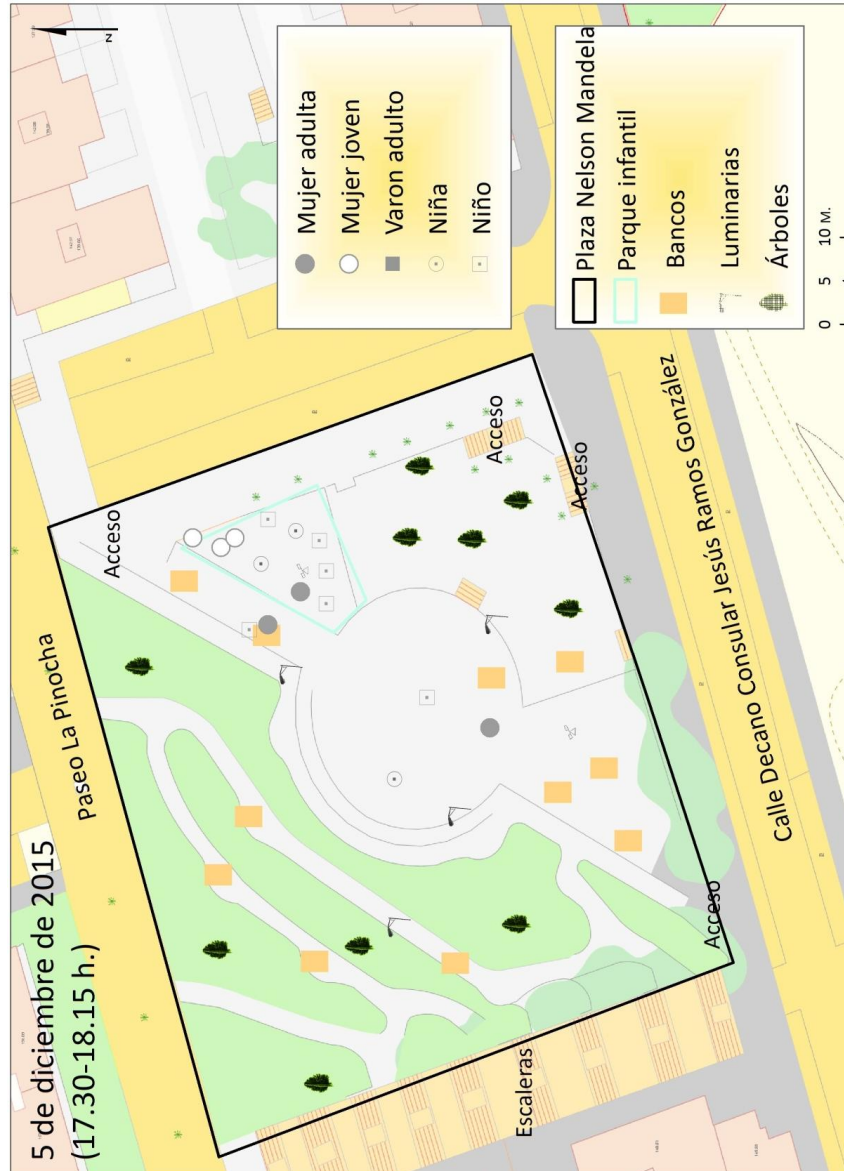 5 de diciembre de 2015
(17.30-18.15 h.)
Paseo La Pinocha
Acceso
Acceso
Acceso
Acceso
Escaleras
Calle Decano Consular Jesús Ramos González
N
Mujer adulta
Mujer joven
Varon adulto
Niña
Niño
Plaza Nelson Mandela
Parque infantil
Bancos
Luminarias
Árboles
0 5 10 M.